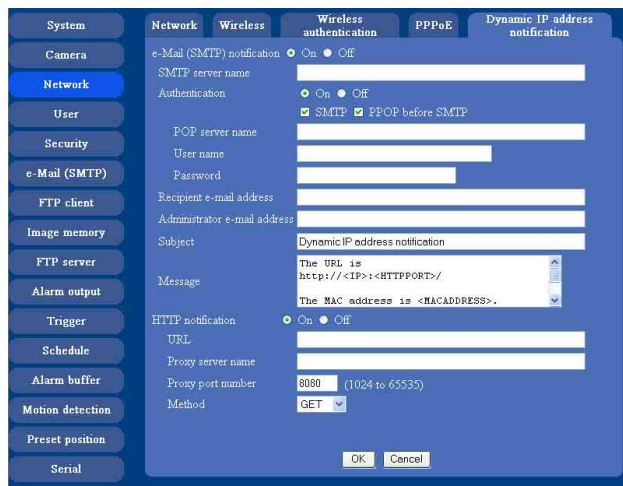 System
Camera
Network
User
Security
e-Mail (SMTP)
FTP client
Image memory
FTP server
Alarm output
Trigger
Schedule
Alarm buffer
Motion detection
Preset position
Serial
Network Wireless Wireless authentication PPPoE Dynamic IP address notification
e-Mail (SMTP) notification On Off
SMTP server name
Authentication On Off
SMTP PPOP before SMTP
POP server name
User name
Password
Recipient e-mail address
Administrator e-mail address
Subject Dynamic IP address notification
Message
The URL is
http://<IP>:<HTTPPORT>/
The MAC address is <MACADDRESS>.
HTTP notification On Off
URL
Proxy server name
Proxy port number 8080 (1024 to 65535)
Method GET
OK Cancel